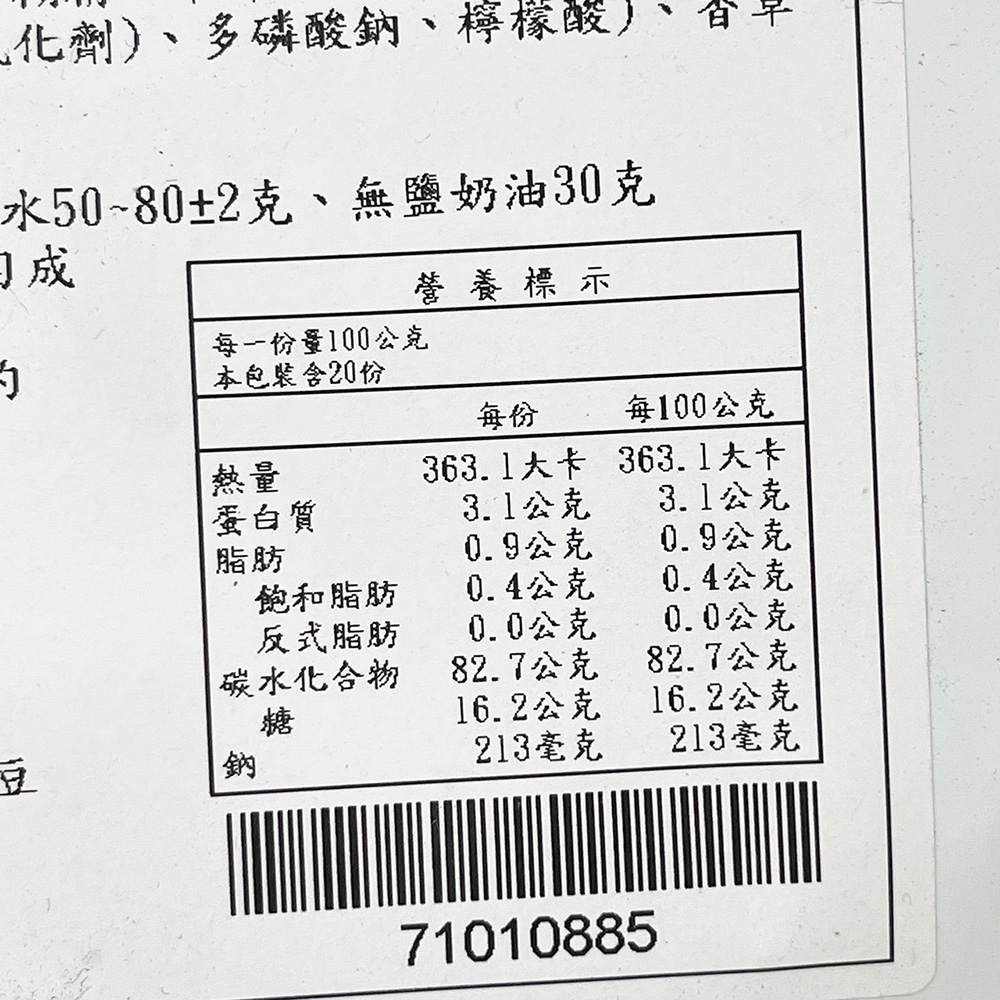 化劑)、多磷酸鈉、檸檬酸)、香草
水50~80±2克、無鹽奶油30克
成
營養標示
每一份量100公克
本包裝含20份
每份 每100公克
熱量 363.1大卡 363.1大卡
蛋白質 3.1公克 3.1公克
脂肪 0.9公克 0.9公克
飽和脂肪 0.4公克 0.4公克
反式脂肪 0.0公克 0.0公克
碳水化合物 82.7公克 82.7公克
糖 16.2公克 16.2公克
鈉 213毫克 213毫克
豆
71010885